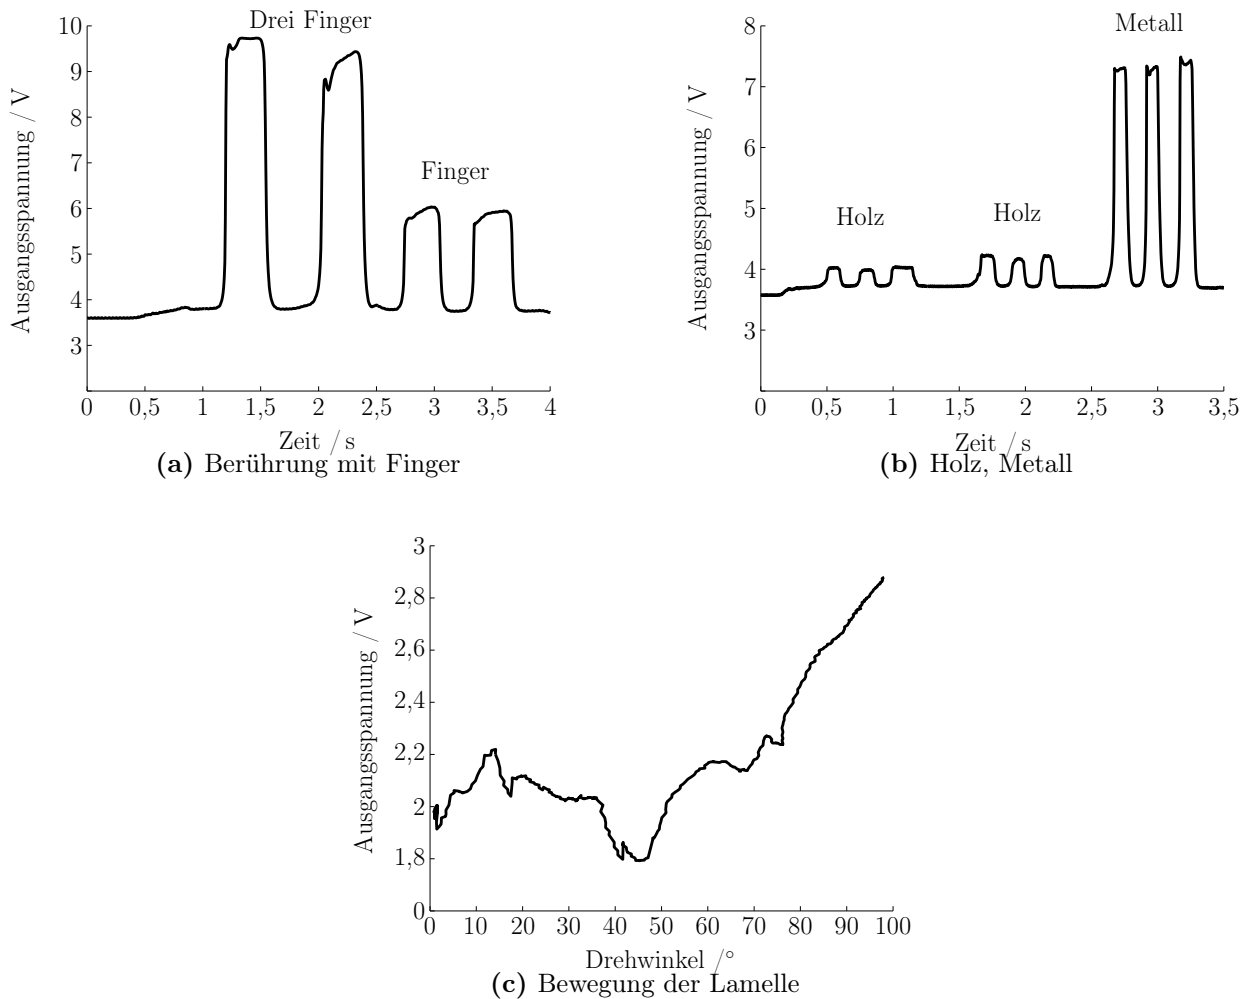 Drei Finger
Finger
10
9
8
7
6
5
4
3
Ausgangsspannung / V
0 0,5 1 1,5 2 2,5 3 3,5 4
Zeit / s
(a) Berührung mit Finger
Metall
Holz
Holz
8
7
6
5
4
3
Ausgangsspannung / V
0 0,5 1 1,5 2 2,5 3 3,5
Zeit / s
(b) Holz, Metall
3
2,8
2,6
2,4
2,2
2
1,8
0
Ausgangsspannung / V
0 10 20 30 40 50 60 70 80 90 100
Drehwinkel /°
(c) Bewegung der Lamelle